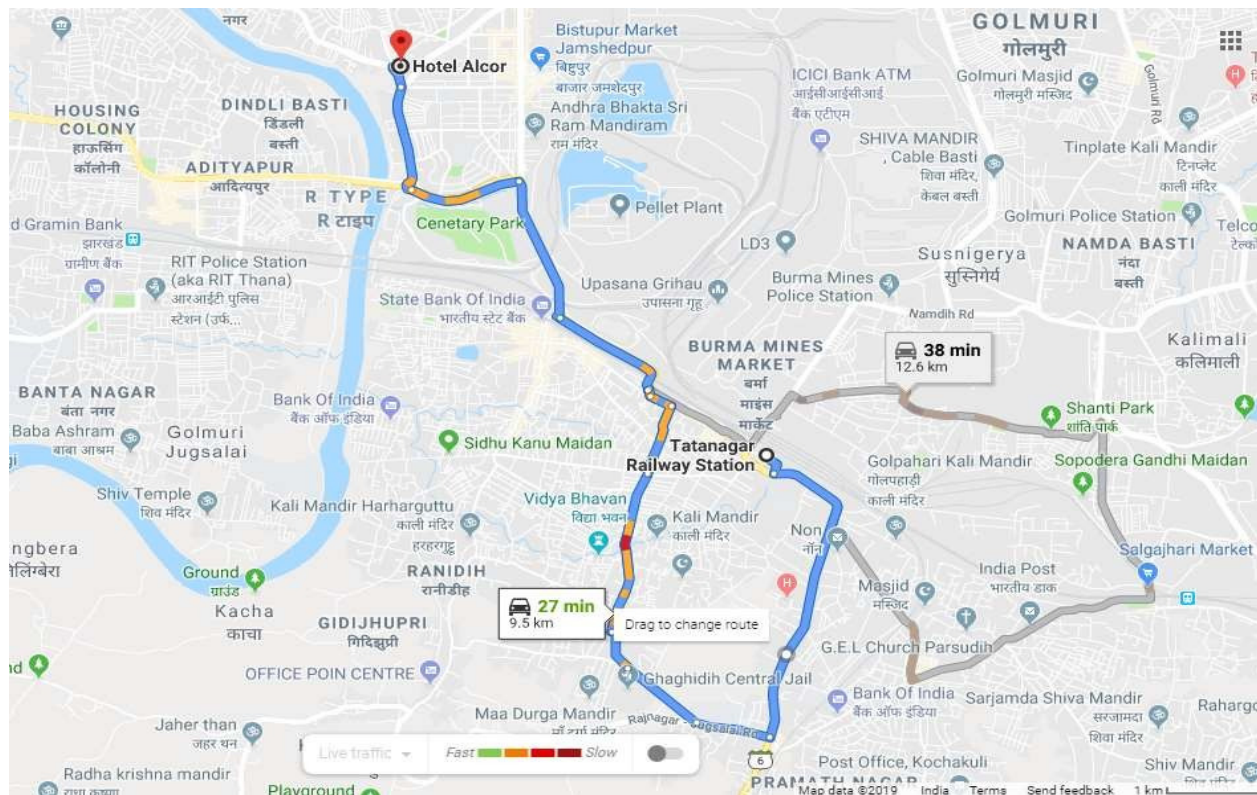 नगर
GOLMURI
गोलमुरी
Hotel Alcor
Bistupur Market
Jamshedpur
बिष्टुपुर
बाजार जमशेदपुर
ICICI Bank ATM
आईसीआईसीआई
बैंक एटीएम
Golmuri Masjid
गोलमुरी मस्जिद
Golmuri Rd
HOUSING
COLONY
हाऊसिंग
कॉलोनी
DINDLI BASTI
डिंडली
बस्ती
Andhra Bhakta Sri
Ram Mandiram
राम मंदिर
SHIVA MANDIR
, Cable Basti
शिवा मंदिर,
केबल बस्ती
Tinplate Kali Mandir
टिनप्लेट
काली मंदिर
ADITYAPUR
आदित्यपुर
R TYPE
R टाइप
Cenetary Park
Pellet Plant
Golmuri Police Station
Telco
d Gramin Bank
झारखंड
ग्रामीण बैंक
LD3
Susnigerya
सुस्निगेर्य
NAMDA BASTI
नंदा
बस्ती
RIT Police Station
(aka RIT Thana)
आरआईटी पुलिस
स्टेशन (उर्फ...
State Bank Of India
भारतीय स्टेट बैंक
Upasana Grihau
उपासना गृह
Burma Mines
Police Station
Namdih Rd
BURMA MINES
MARKET
बर्मा
माइंस
मार्केट
38 min
12.6 km
Kalimali
कलिमाली
BANTA NAGAR
बंता नगर
Baba Ashram
बाबा आश्रम
Golmuri
Jugsalai
Bank Of India
बैंक ऑफ़ इंडिया
Sidhu Kanu Maidan
Shanti Park
शांति पार्क
Tatanagar
Railway Station
Golpahari Kali Mandir
गोलपहाड़ी
काली मंदिर
Sopodera Gandhi Maidan
Shiv Temple
शिव मंदिर
Kali Mandir Harharguttu
काली मंदिर
हरहरगुट्टू
Vidya Bhavan
विद्या भवन
Kali Mandir
काली मंदिर
Non
नॉन
Salgajhari Market
ngbera
Ground
ग्राउंड
RANIDIH
रानीडीह
Masjid
मस्जिद
India Post
भारतीय डाक
Kacha
काचा
GIDIJHUPRI
गिदिझुप्री
27 min
9.5 km
Drag to change route
G.E.L Church Parsudih
OFFICE POIN CENTRE
Ghaghidih Central Jail
Bank Of India
बैंक ऑफ़ इंडिया
Sarjamda Shiva Mandir
सरजामदा
शिवा मंदिर
Rahargo
Jaher than
जहर थन
Maa Durga Mandir
माँ दुर्गा मंदिर
Rajnagar - Jugsalai Rd
Live traffic
Fast
Slow
6
Post Office, Kochakuli
Shiv Mandir
शिव मंदिर
Radha krishna mandir
राधा कृष्णा
Playground
PRAMATH NAGAR
Map data ©2019 India Terms Send feedback 1 km